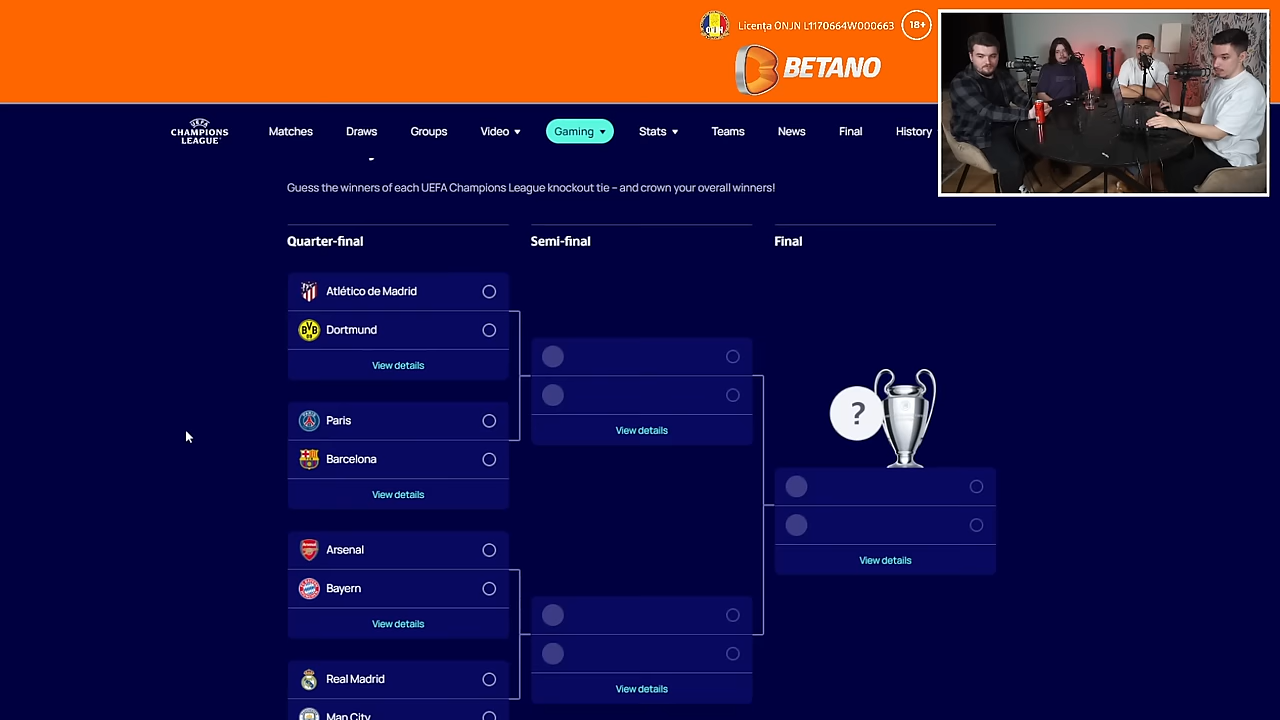 Licența ONJN L1170664W000663 18+
BETANO
UEFA
CHAMPIONS
LEAGUE
Matches Draws Groups Video Gaming Stats Teams News Final History
Guess the winners of each UEFA Champions League knockout tie – and crown your overall winners!
Quarter-final Semi-final Final
Atlético de Madrid
BVB 09 Dortmund
View details
View details
Paris
Barcelona
View details
?
Arsenal
Bayern
View details
View details
Real Madrid
Man City
View details